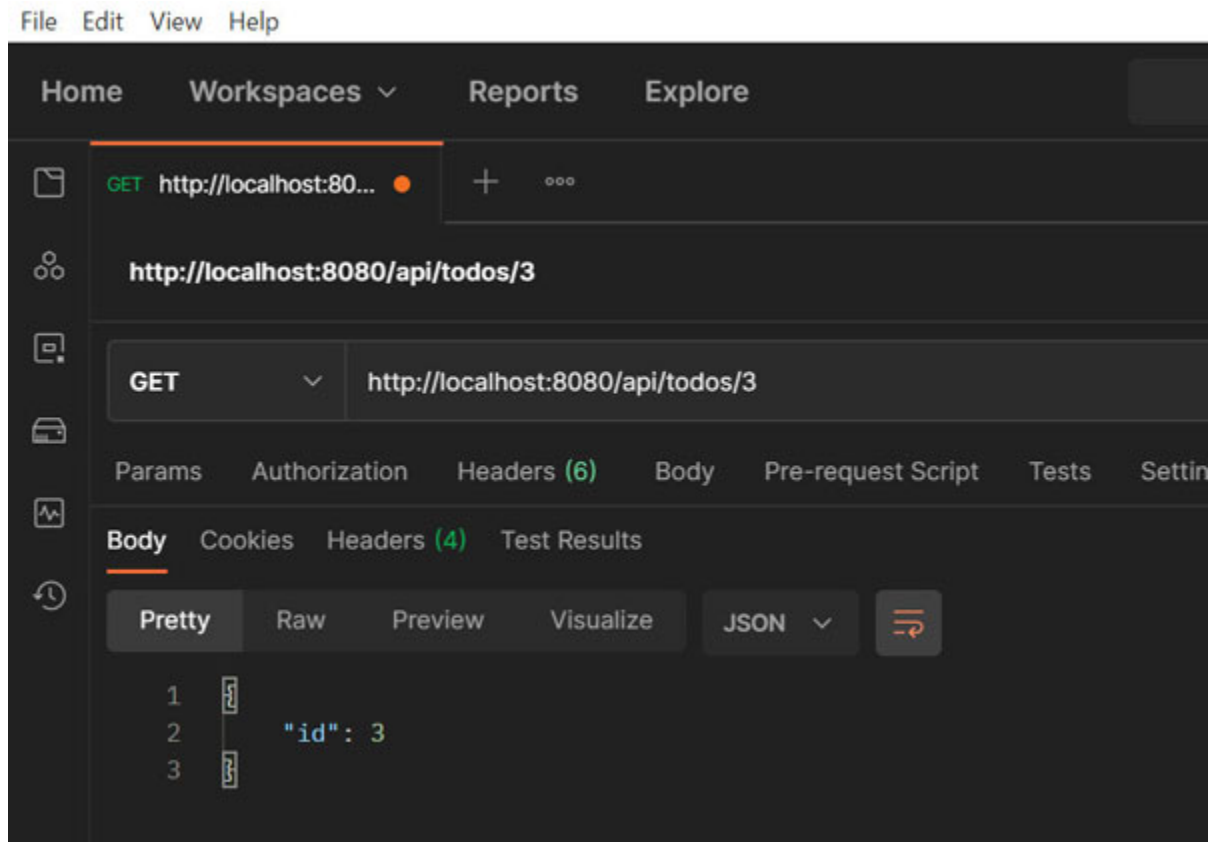 File Edit View Help
Home Workspaces Reports Explore
GET http://localhost:80...
http://localhost:8080/api/todos/3
GET http://localhost:8080/api/todos/3
Params Authorization Headers (6) Body Pre-request Script Tests Settin
Body Cookies Headers (4) Test Results
Pretty Raw Preview Visualize JSON
1 {
2 "id": 3
3 }